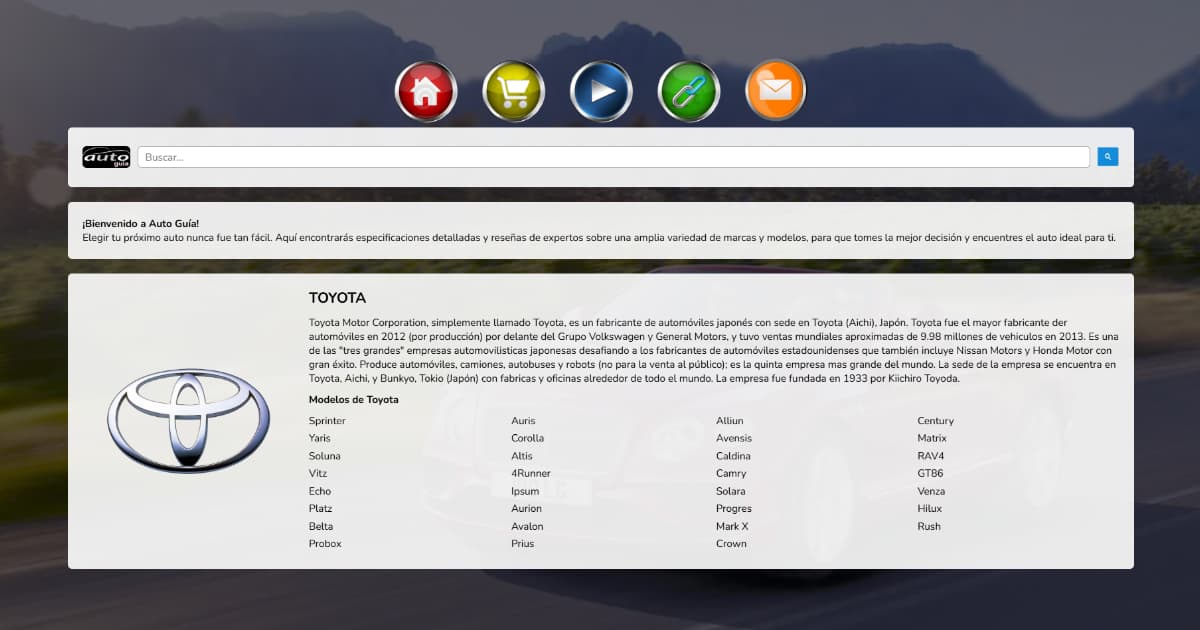 auto
guía
Buscar...
¡Bienvenido a Auto Guía!
Elegir tu próximo auto nunca fue tan fácil. Aquí encontrarás especificaciones detalladas y reseñas de expertos sobre una amplia variedad de marcas y modelos, para que tomes la mejor decisión y encuentres el auto ideal para ti.
TOYOTA
Toyota Motor Corporation, simplemente llamado Toyota, es un fabricante de automóviles japonés con sede en Toyota (Aichi), Japón. Toyota fue el mayor fabricante der
automóviles en 2012 (por producción) por delante del Grupo Volkswagen y General Motors, y tuvo ventas mundiales aproximadas de 9.98 millones de vehiculos en 2013. Es una
de las "tres grandes" empresas automovilisticas japonesas desafiando a los fabricantes de automóviles estadounidenses que también incluye Nissan Motors y Honda Motor con
gran éxito. Produce automóviles, camiones, autobuses y robots (no para la venta al público); es la quinta empresa mas grande del mundo. La sede de la empresa se encuentra en
Toyota, Aichi, y Bunkyo, Tokio (Japón) con fabricas y oficinas alrededor de todo el mundo. La empresa fue fundada en 1933 por Kiichiro Toyoda.
Modelos de Toyota
Sprinter
Yaris
Soluna
Vitz
Echo
Platz
Belta
Probox
Auris
Corolla
Altis
4Runner
Ipsum
Aurion
Avalon
Prius
Alliun
Avensis
Caldina
Camry
Solara
Progres
Mark X
Crown
Century
Matrix
RAV4
GT86
Venza
Hilux
Rush